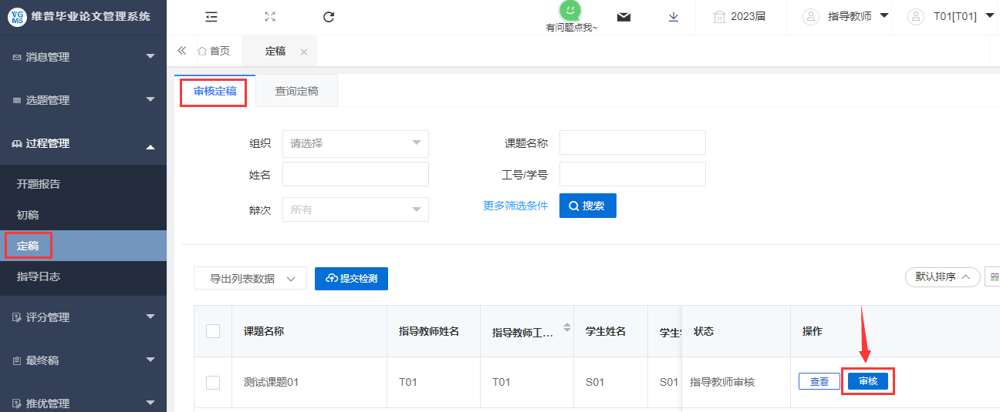 VGMS 维普毕业论文管理系统
有问题点我~
2023届
指导教师
T01[T01]
消息管理
选题管理
过程管理
开题报告
初稿
定稿
指导日志
评分管理
最终稿
推优管理
首页
定稿
审核定稿
查询定稿
组织 请选择
课题名称
姓名
工号/学号
辩次 所有
更多筛选条件
搜索
导出列表数据
提交检测
默认排序
课题名称 指导教师姓名 指导教师工... 学生姓名 学生 状态 操作
测试课题01 T01 T01 S01 S01 指导教师审核 查看 审核